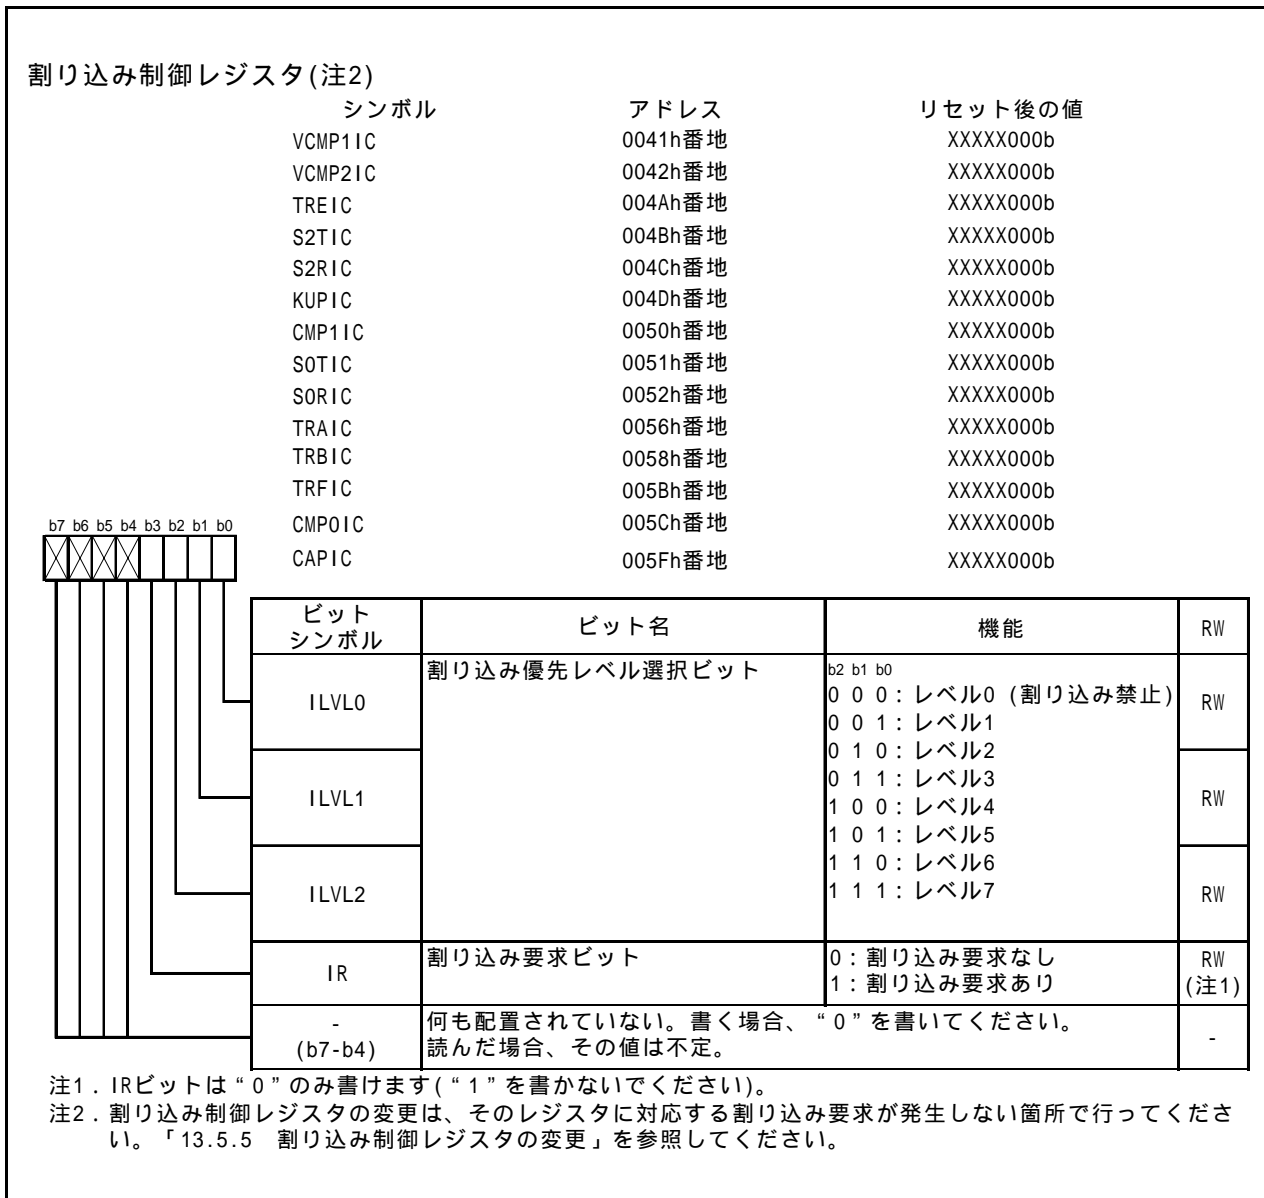 割り込み制御レジスタ(注2)
シンボル アドレス リセット後の値
VCMP1IC 0041h番地 XXXXX000b
VCMP2IC 0042h番地 XXXXX000b
TREIC 004Ah番地 XXXXX000b
S2TIC 004Bh番地 XXXXX000b
S2RIC 004Ch番地 XXXXX000b
KUPIC 004Dh番地 XXXXX000b
CMP1IC 0050h番地 XXXXX000b
S0TIC 0051h番地 XXXXX000b
S0RIC 0052h番地 XXXXX000b
TRAIC 0056h番地 XXXXX000b
TRBIC 0058h番地 XXXXX000b
TRFIC 005Bh番地 XXXXX000b
CMP0IC 005Ch番地 XXXXX000b
CAPIC 005Fh番地 XXXXX000b
b7 b6 b5 b4 b3 b2 b1 b0
ビット
シンボル
ビット名
機能
RW
ILVL0
割り込み優先レベル選択ビット
b2 b1 b0
0 0 0：レベル0 (割り込み禁止)
0 0 1：レベル1
0 1 0：レベル2
0 1 1：レベル3
1 0 0：レベル4
1 0 1：レベル5
1 1 0：レベル6
1 1 1：レベル7
RW
ILVL1
RW
ILVL2
RW
IR
割り込み要求ビット
0：割り込み要求なし
1：割り込み要求あり
RW
(注1)
-
(b7-b4)
何も配置されていない。書く場合、“0”を書いてください。
読んだ場合、その値は不定。
-
注1．IRビットは“0”のみ書けます(“1”を書かないでください)。
注2．割り込み制御レジスタの変更は、そのレジスタに対応する割り込み要求が発生しない箇所で行ってくださ
い。「13.5.5 割り込み制御レジスタの変更」を参照してください。